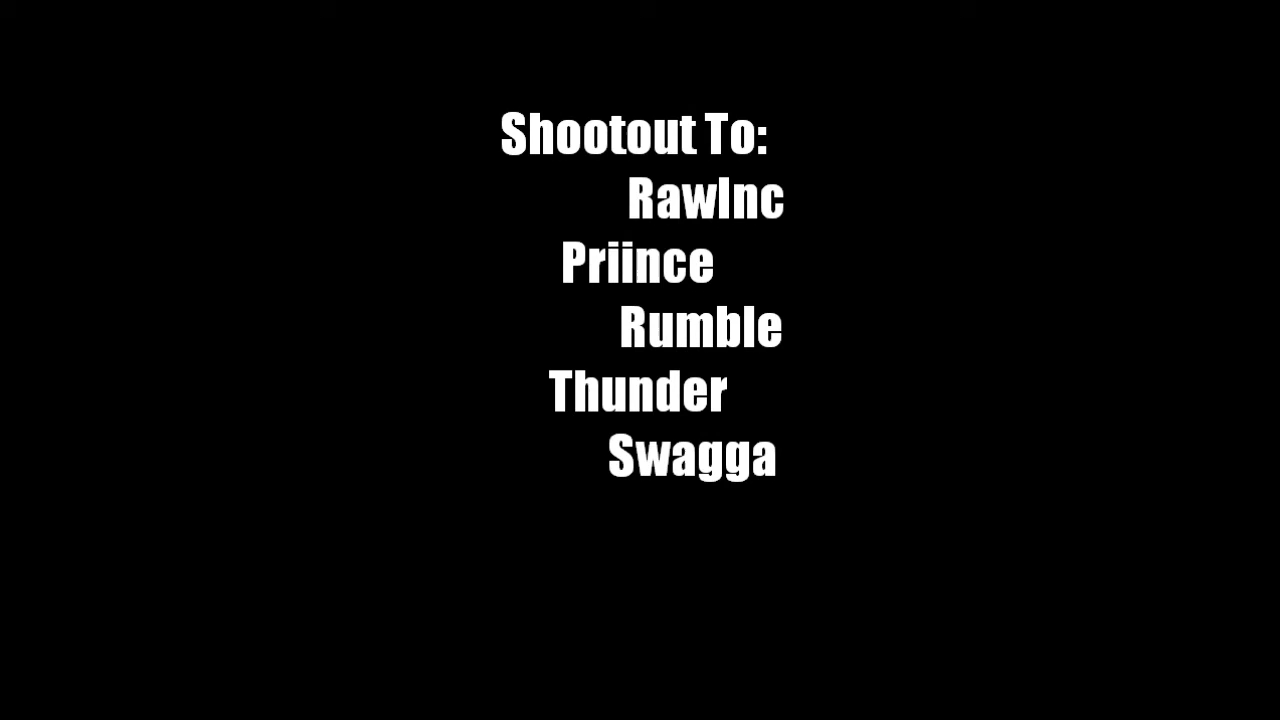 Shootout To:
RawInc
Priince
Rumble
Thunder
Swagga